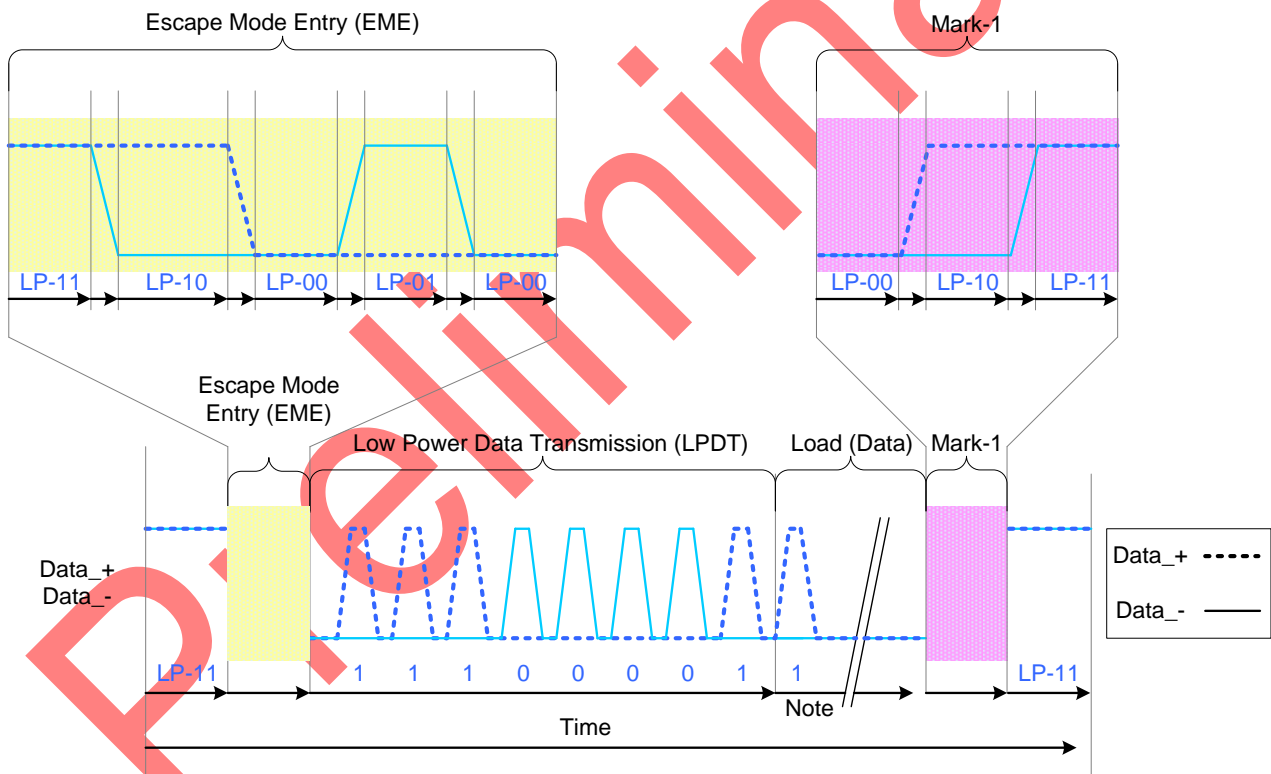 Escape Mode Entry (EME)
Mark-1
LP-11 LP-10 LP-00 LP-01 LP-00
LP-00 LP-10 LP-11
Escape Mode
Entry (EME)
Low Power Data Transmission (LPDT)
Load (Data)
Mark-1
Data_+
Data_-
Data_+
Data_-
LP-11 1 1 1 0 0 0 0 1 1 LP-11
Note
Time
Prelimina